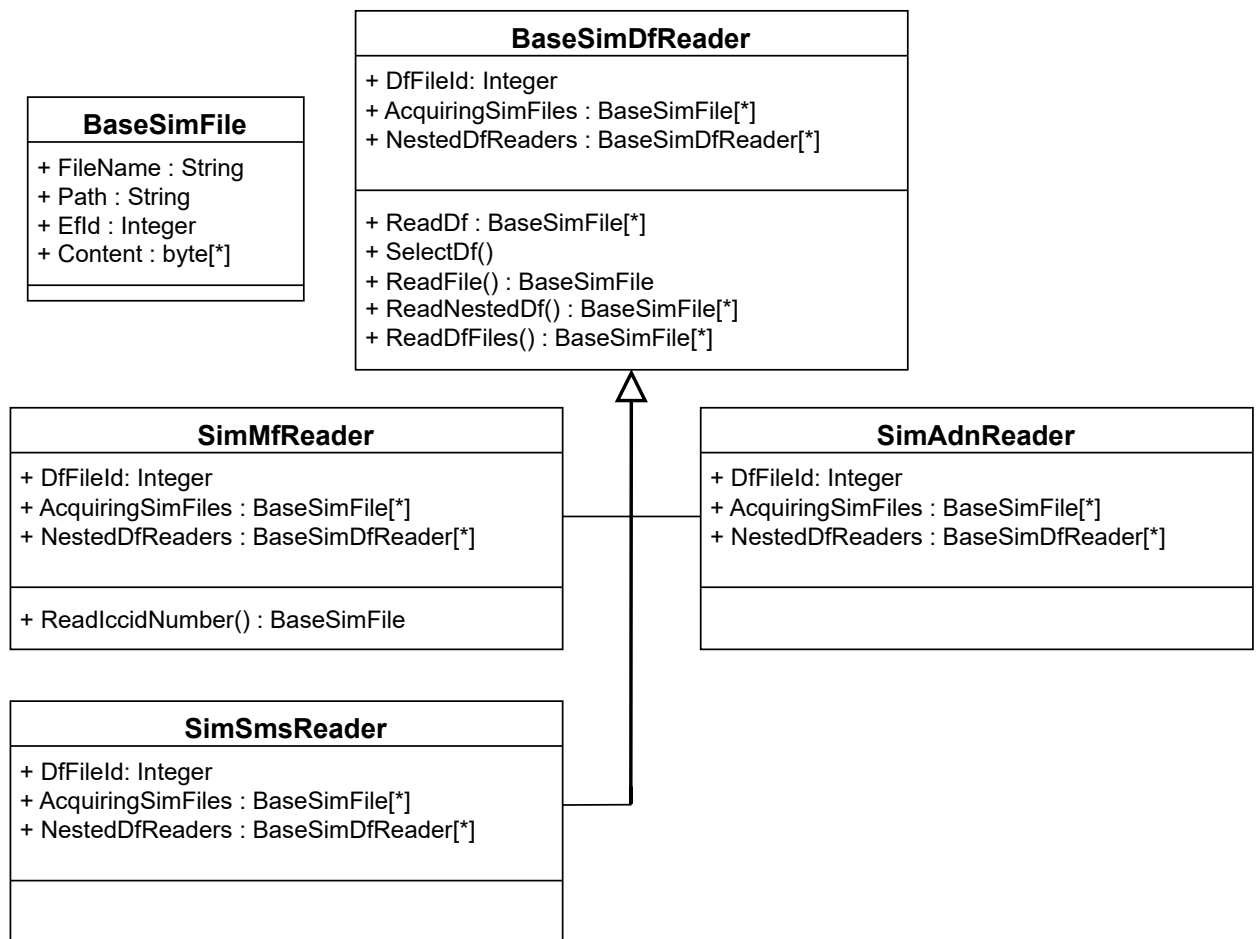 BaseSimDfReader
+ DfFileId: Integer
+ AcquiringSimFiles : BaseSimFile[*]
+ NestedDfReaders : BaseSimDfReader[*]
+ ReadDf : BaseSimFile[*]
+ SelectDf()
+ ReadFile() : BaseSimFile
+ ReadNestedDf() : BaseSimFile[*]
+ ReadDfFiles() : BaseSimFile[*]
BaseSimFile
+ FileName : String
+ Path : String
+ EfId : Integer
+ Content : byte[*]
SimMfReader
+ DfFileId: Integer
+ AcquiringSimFiles : BaseSimFile[*]
+ NestedDfReaders : BaseSimDfReader[*]
+ ReadIccidNumber() : BaseSimFile
SimAdnReader
+ DfFileId: Integer
+ AcquiringSimFiles : BaseSimFile[*]
+ NestedDfReaders : BaseSimDfReader[*]
SimSmsReader
+ DfFileId: Integer
+ AcquiringSimFiles : BaseSimFile[*]
+ NestedDfReaders : BaseSimDfReader[*]